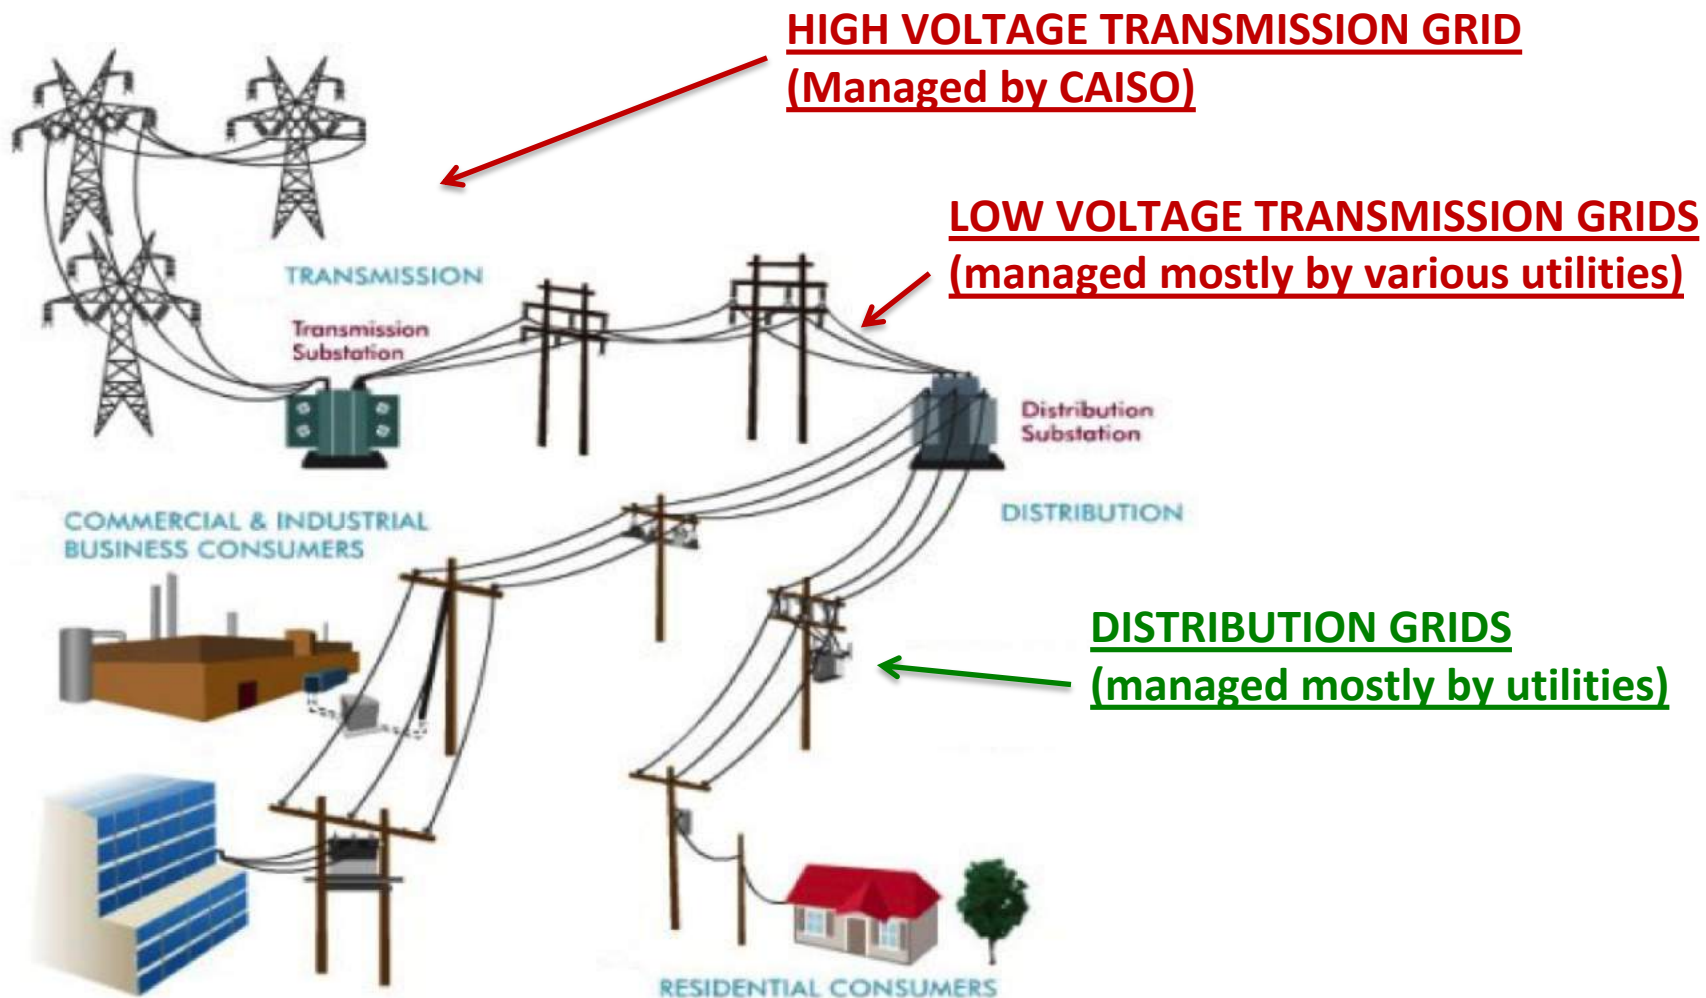 HIGH VOLTAGE TRANSMISSION GRID
(Managed by CAISO)
LOW VOLTAGE TRANSMISSION GRIDS
(managed mostly by various utilities)
TRANSMISSION
Transmission
Substation
Distribution
Substation
DISTRIBUTION
COMMERCIAL & INDUSTRIAL
BUSINESS CONSUMERS
DISTRIBUTION GRIDS
(managed mostly by utilities)
RESIDENTIAL CONSUMERS